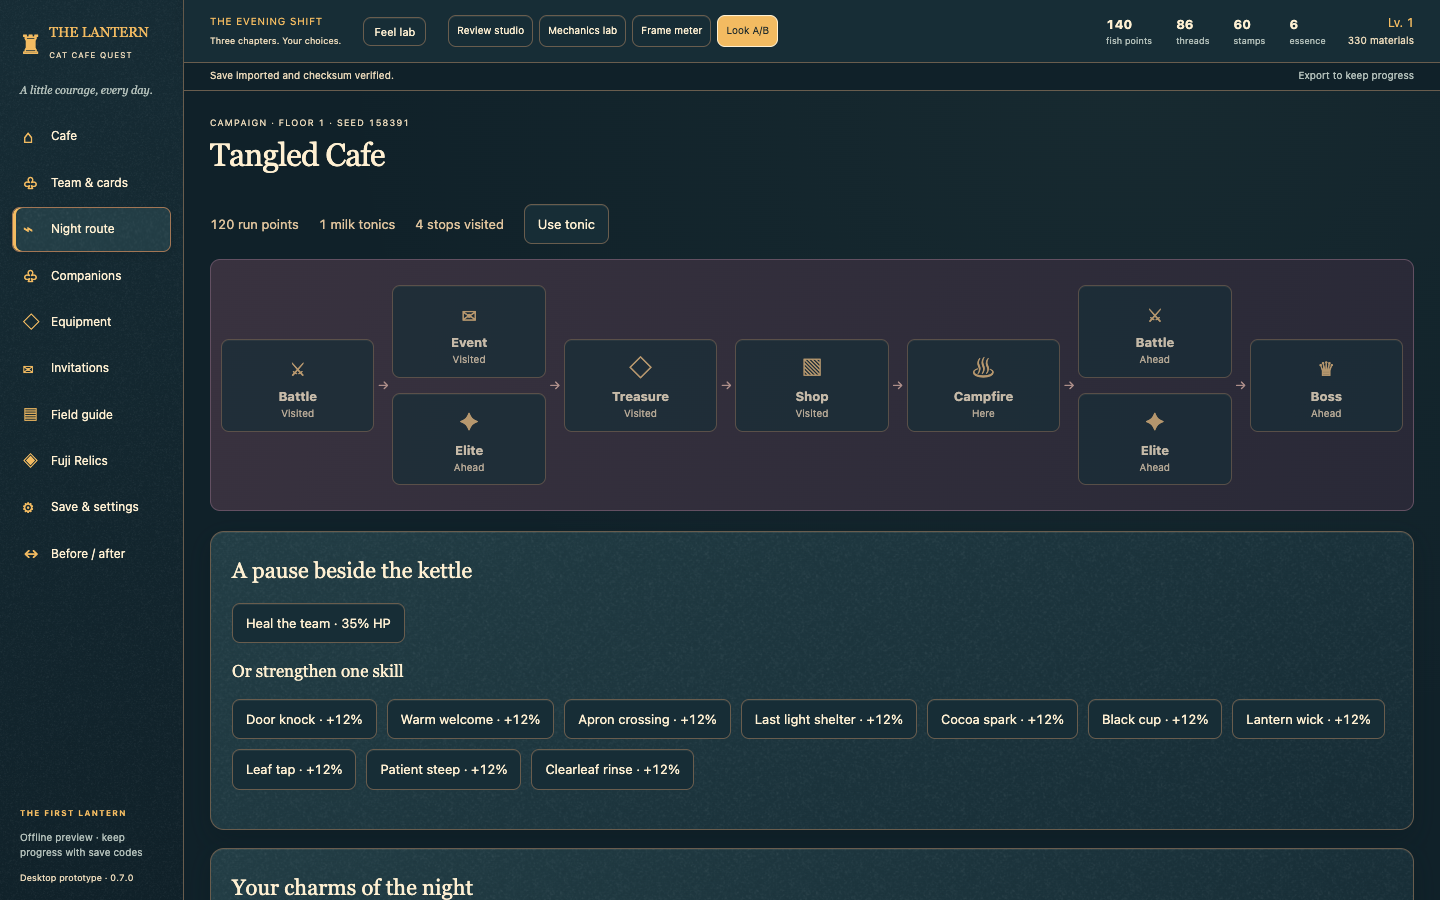 THE LANTERN
CAT CAFE QUEST
A little courage, every day.
Cafe
Team & cards
Night route
Companions
Equipment
Invitations
Field guide
Fuji Relics
Save & settings
Before / after
THE FIRST LANTERN
Offline preview · keep
progress with save codes
Desktop prototype · 0.7.0
THE EVENING SHIFT
Three chapters. Your choices.
Feel lab
Review studio
Mechanics lab
Frame meter
Look A/B
140
fish points
86
threads
60
stamps
6
essence
Lv. 1
330 materials
Save imported and checksum verified.
Export to keep progress
CAMPAIGN · FLOOR 1 · SEED 158391
Tangled Cafe
120 run points
1 milk tonics
4 stops visited
Use tonic
Battle
Visited
→
Event
Visited
Elite
Ahead
→
Treasure
Visited
→
Shop
Visited
→
Campfire
Here
→
Battle
Ahead
Elite
Ahead
→
Boss
Ahead
A pause beside the kettle
Heal the team · 35% HP
Or strengthen one skill
Door knock · +12%
Warm welcome · +12%
Apron crossing · +12%
Last light shelter · +12%
Cocoa spark · +12%
Black cup · +12%
Lantern wick · +12%
Leaf tap · +12%
Patient steep · +12%
Clearleaf rinse · +12%
Your charms of the night